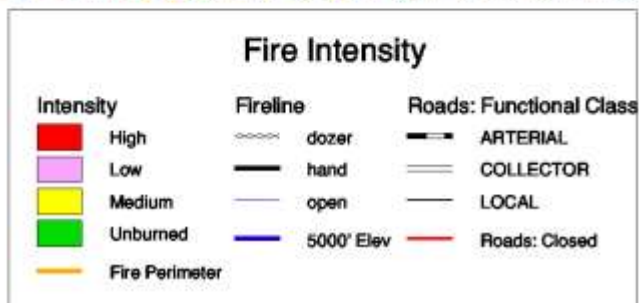 Fire Intensity
Intensity Fireline Roads: Functional Class
High dozer ARTERIAL
Low hand COLLECTOR
Medium open LOCAL
Unburned 5000' Elev Roads: Closed
Fire Perimeter